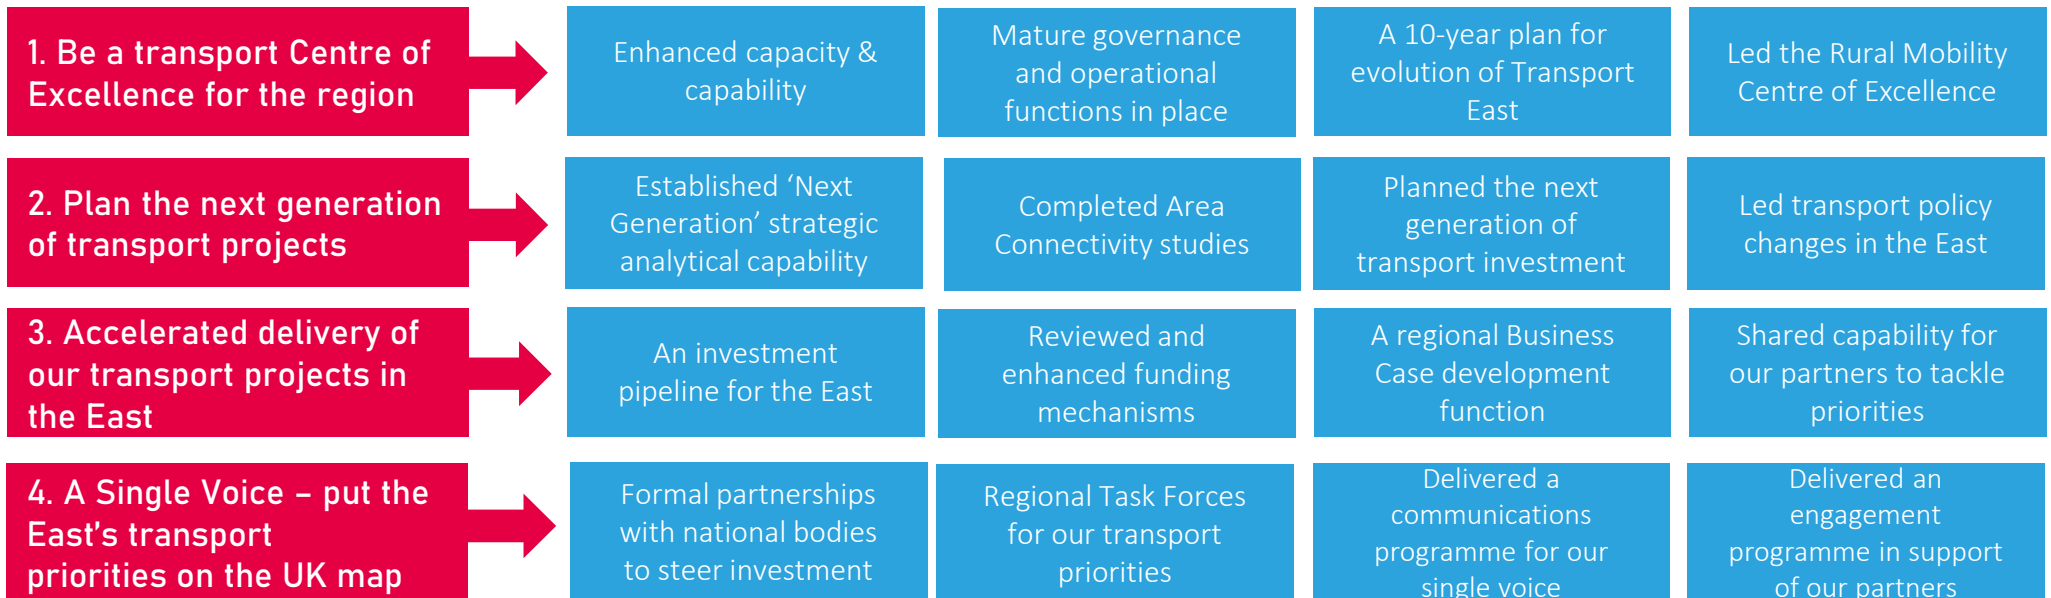 1. Be a transport Centre of
Excellence for the region
Enhanced capacity &
capability
Mature governance
and operational
functions in place
A 10-year plan for
evolution of Transport
East
Led the Rural Mobility
Centre of Excellence
2. Plan the next generation
of transport projects
Established ‘Next
Generation’ strategic
analytical capability
Completed Area
Connectivity studies
Planned the next
generation of
transport investment
Led transport policy
changes in the East
3. Accelerated delivery of
our transport projects in
the East
An investment
pipeline for the East
Reviewed and
enhanced funding
mechanisms
A regional Business
Case development
function
Shared capability for
our partners to tackle
priorities
4. A Single Voice – put the
East’s transport
priorities on the UK map
Formal partnerships
with national bodies
to steer investment
Regional Task Forces
for our transport
priorities
Delivered a
communications
programme for our
single voice
Delivered an
engagement
programme in support
of our partners